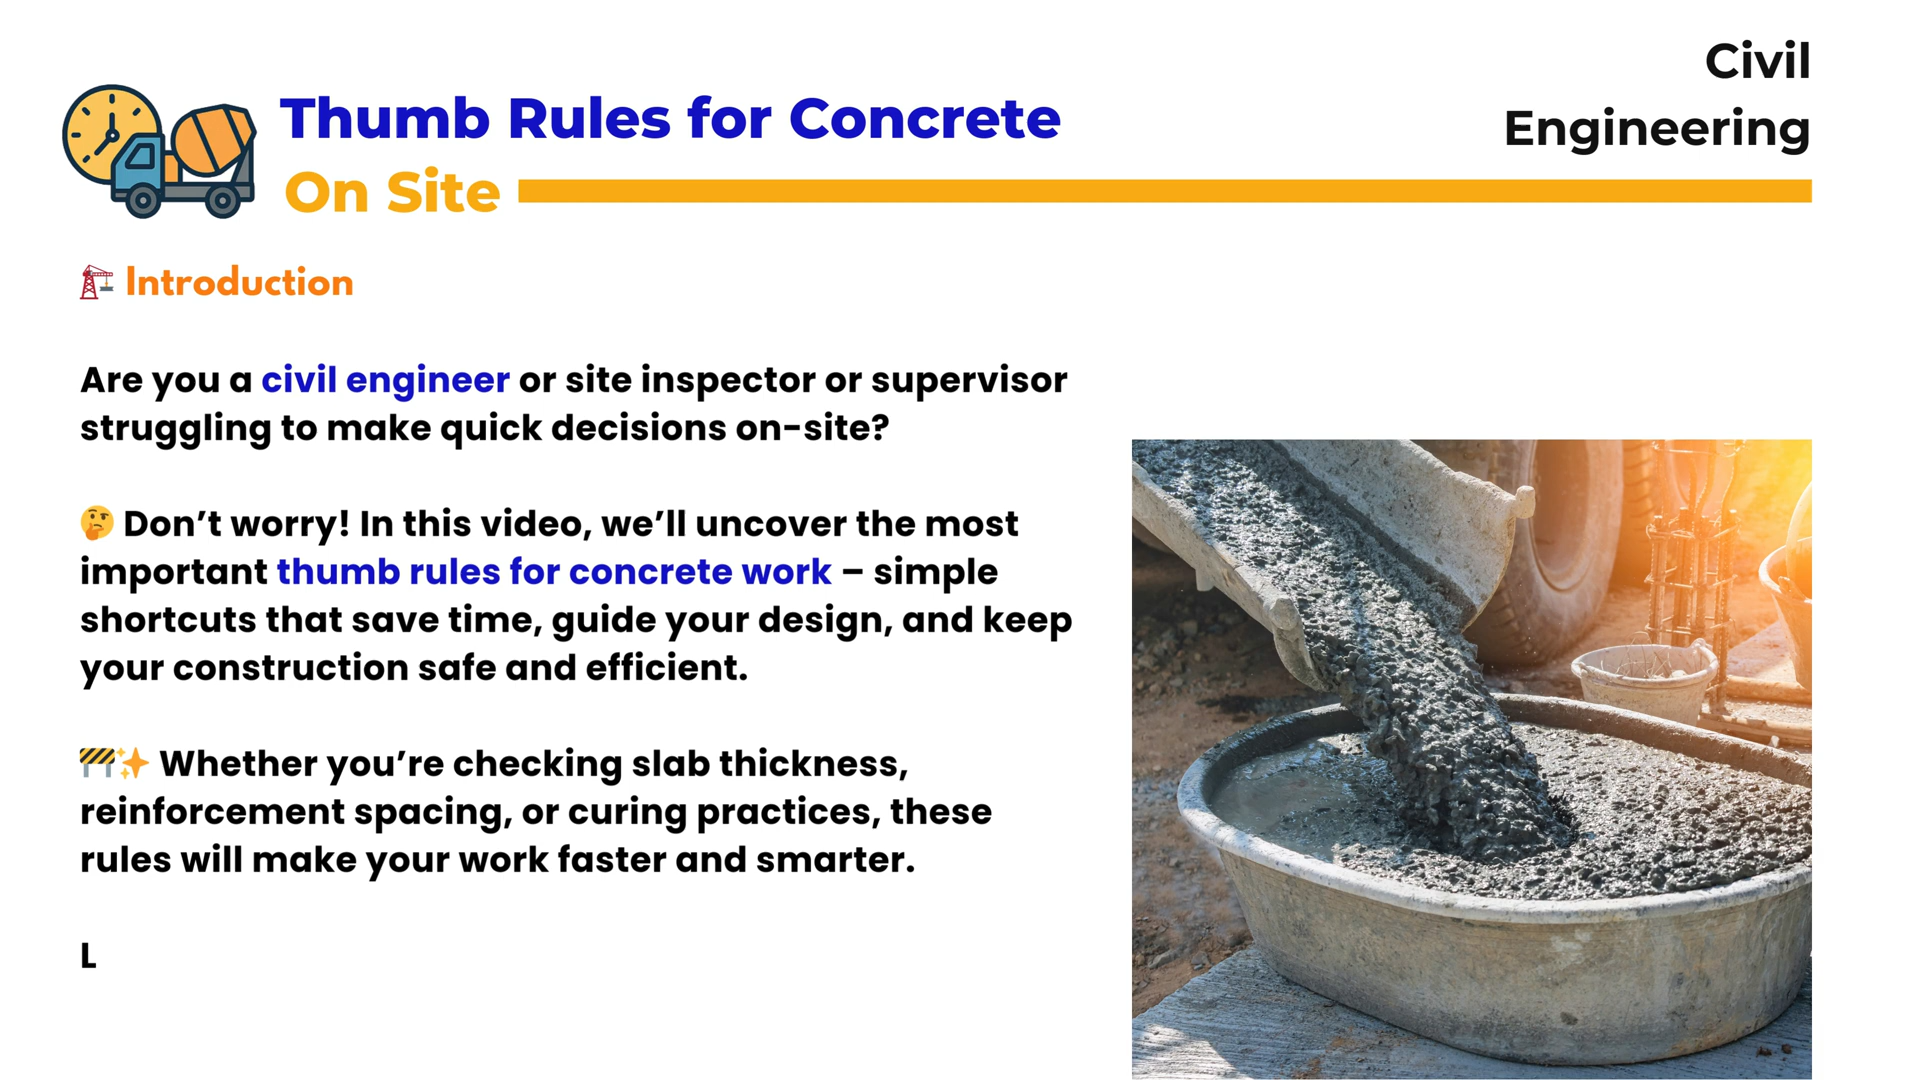 Civil
Engineering
Thumb Rules for Concrete
On Site
Introduction
Are you a civil engineer or site inspector or supervisor
struggling to make quick decisions on-site?
🤔 Don’t worry! In this video, we’ll uncover the most
important thumb rules for concrete work – simple
shortcuts that save time, guide your design, and keep
your construction safe and efficient.
🚧✨ Whether you’re checking slab thickness,
reinforcement spacing, or curing practices, these
rules will make your work faster and smarter.
L